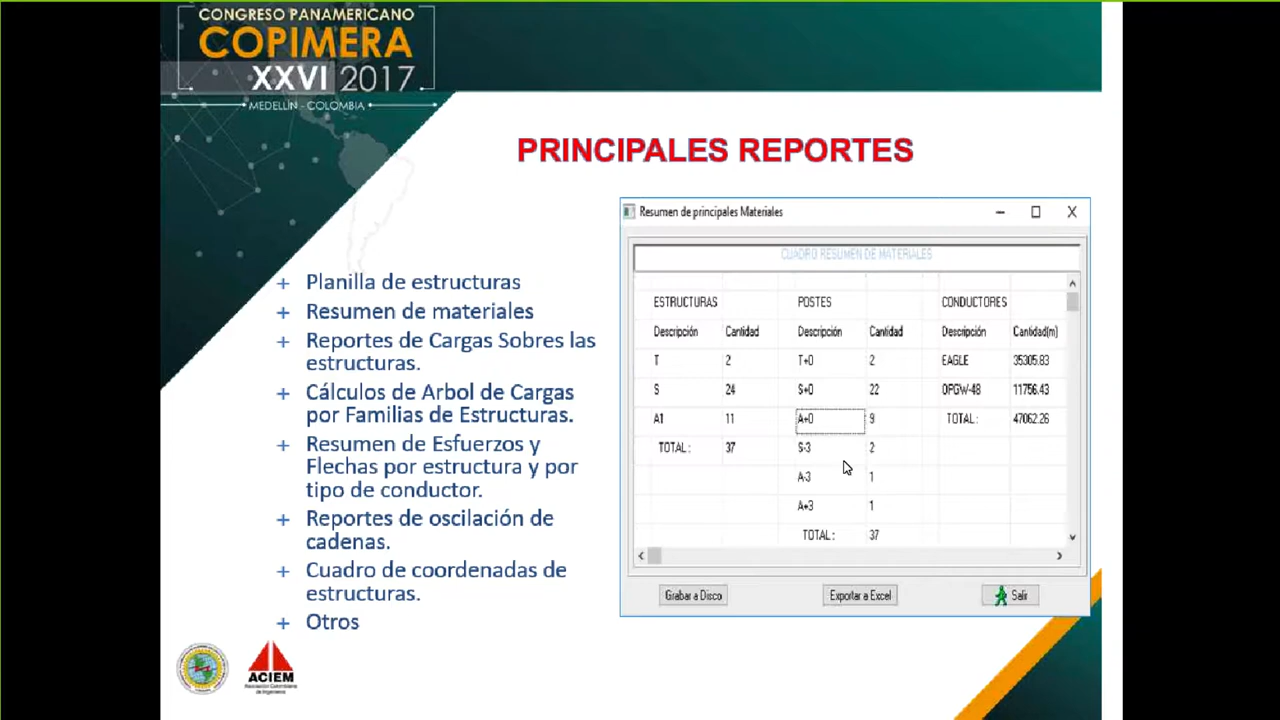 CONGRESO PANAMERICANO
COPIMERA
XXVI 2017
MEDELLÍN - COLOMBIA
PRINCIPALES REPORTES
+ Planilla de estructuras
+ Resumen de materiales
+ Reportes de Cargas Sobres las
estructuras.
+ Cálculos de Arbol de Cargas
por Familias de Estructuras.
+ Resumen de Esfuerzos y
Flechas por estructura y por
tipo de conductor.
+ Reportes de oscilación de
cadenas.
+ Cuadro de coordenadas de
estructuras.
+ Otros
Resumen de principales Materiales
CUADRO RESUMEN DE MATERIALES
ESTRUCTURAS POSTES CONDUCTORES
Descripción Cantidad Descripción Cantidad Descripción Cantidad(m)
T 2 T+0 2 EAGLE 35305.83
S 24 S+0 22 OPGW-48 11756.43
A1 11 A+0 9 TOTAL: 47062.26
TOTAL: 37 S-3 2
A-3 1
A+3 1
TOTAL: 37
Grabar a Disco Exportar a Excel Salir
ACIEM